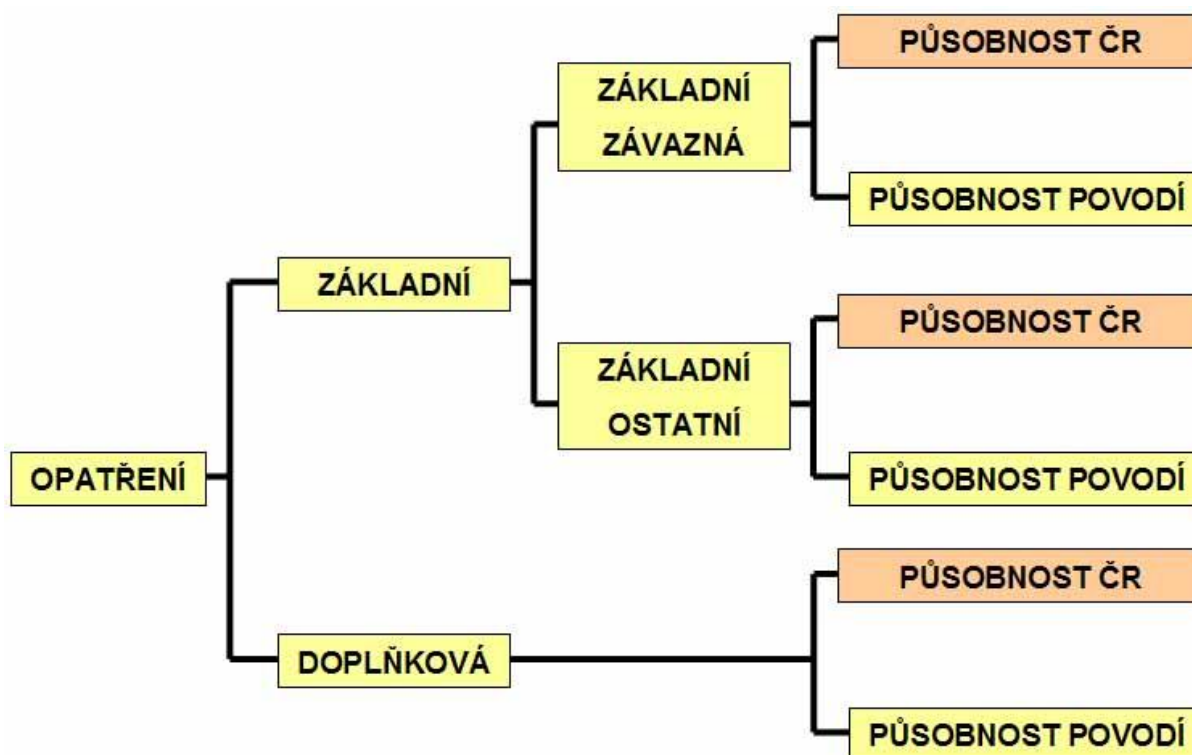 PŮSOBNOST ČR
ZÁKLADNÍ
ZÁVAZNÁ
PŮSOBNOST POVODÍ
ZÁKLADNÍ
PŮSOBNOST ČR
ZÁKLADNÍ
OSTATNÍ
OPATŘENÍ
PŮSOBNOST POVODÍ
PŮSOBNOST ČR
DOPLŇKOVÁ
PŮSOBNOST POVODÍ